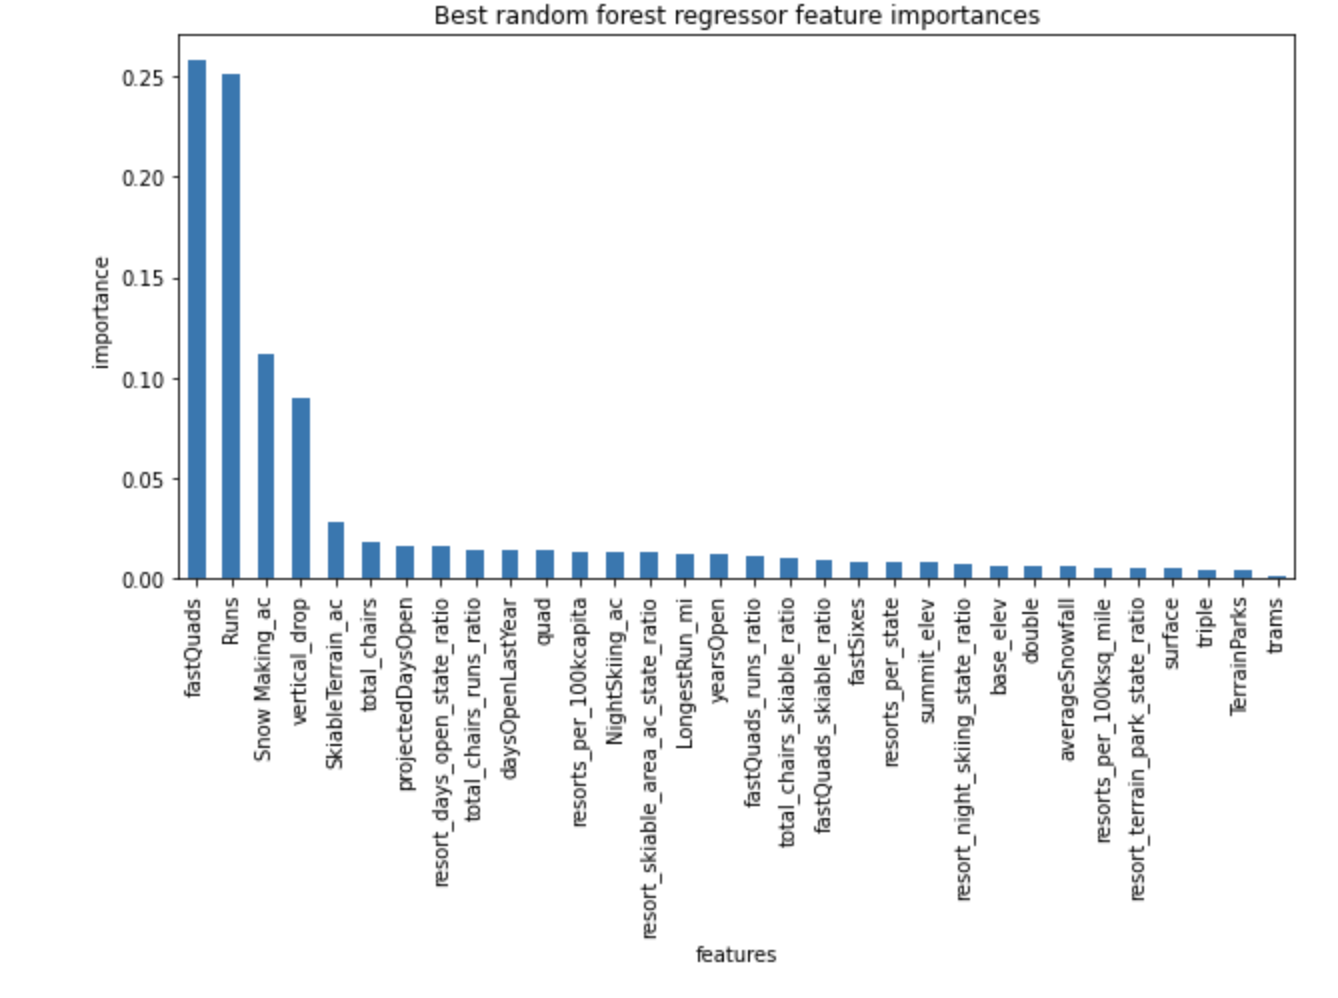 Best random forest regressor feature importances
importance
0.25
0.20
0.15
0.10
0.05
0.00
fastQuads
Runs
Snow Making_ac
vertical_drop
SkiableTerrain_ac
total_chairs
projectedDaysOpen
resort_days_open_state_ratio
total_chairs_runs_ratio
daysOpenLastYear
quad
resorts_per_100kcapita
NightSkiing_ac
resort_skiable_area_ac_state_ratio
LongestRun_mi
yearsOpen
fastQuads_runs_ratio
total_chairs_skiable_ratio
fastQuads_skiable_ratio
fastSixes
resorts_per_state
summit_elev
resort_night_skiing_state_ratio
base_elev
double
averageSnowfall
resorts_per_100ksq_mile
resort_terrain_park_state_ratio
surface
triple
TerrainParks
trams
features